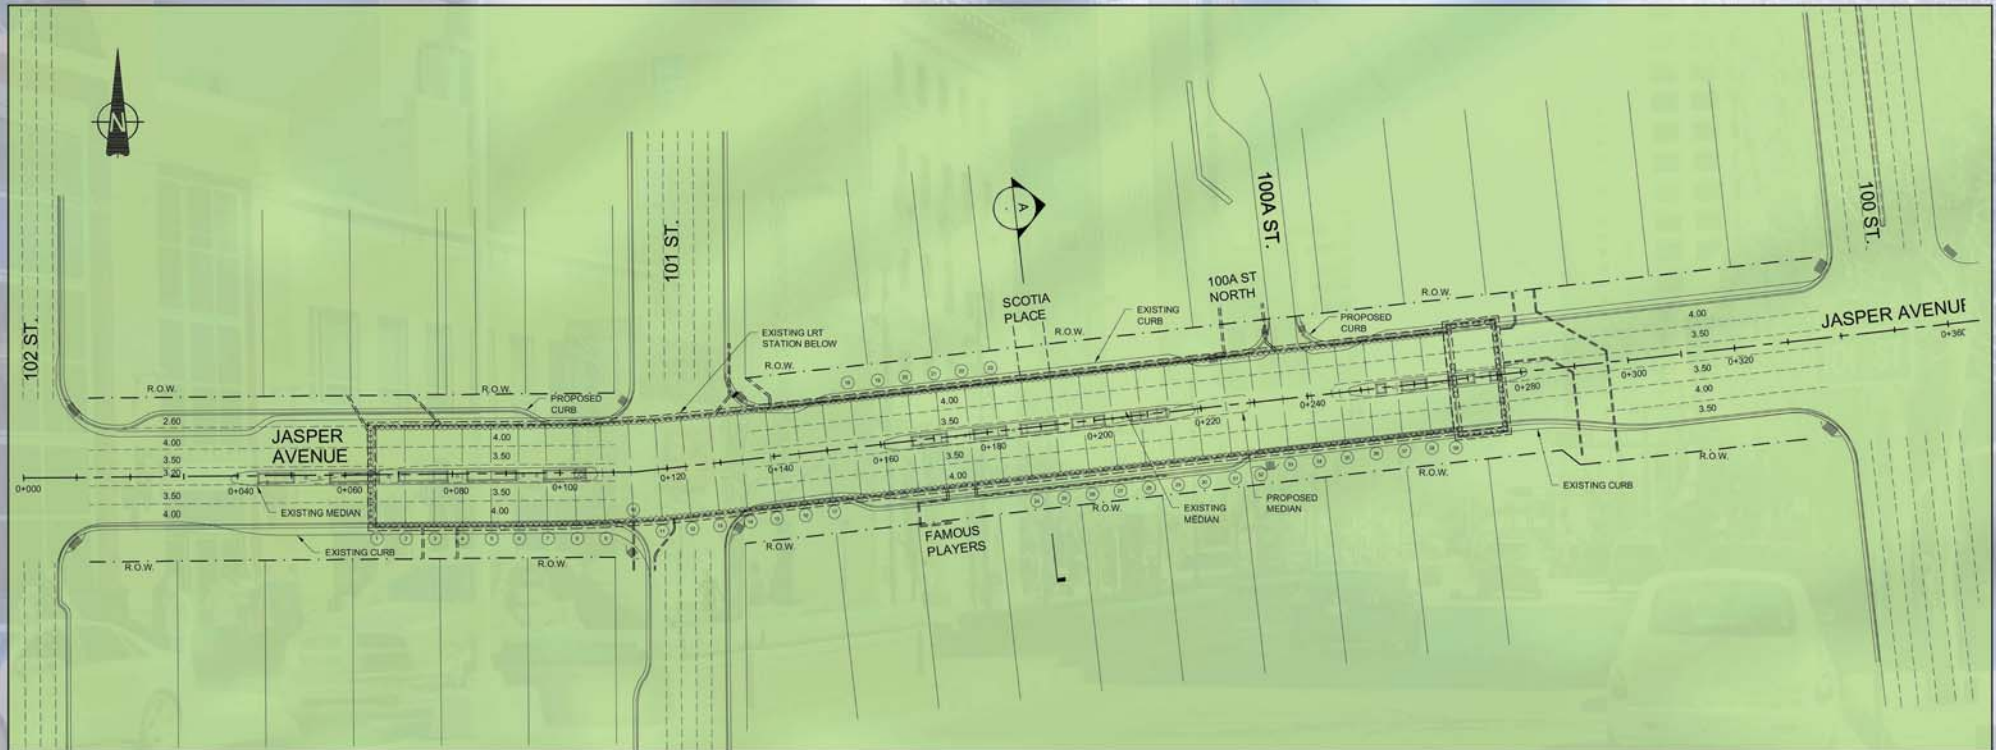 N
102 ST.
101 ST.
100A ST.
100 ST.
A
SCOTIA
PLACE
100A ST
NORTH
EXISTING
CURB
PROPOSED
CURB
R.O.W.
R.O.W.
R.O.W.
R.O.W.
R.O.W.
EXISTING LRT
STATION BELOW
PROPOSED
CURB
JASPER AVENUE
JASPER
AVENUE
2.60
4.00
3.50
3.20
3.50
4.00
4.00
3.50
3.50
4.00
4.00
3.50
3.50
4.00
4.00
3.50
3.50
4.00
3.50
0+000
0+040
0+060
0+080
0+100
0+120
0+140
0+160
0+180
0+200
0+220
0+240
0+280
0+300
0+320
EXISTING MEDIAN
EXISTING CURB
R.O.W.
R.O.W.
R.O.W.
FAMOUS
PLAYERS
R.O.W.
EXISTING
MEDIAN
PROPOSED
MEDIAN
R.O.W.
EXISTING CURB
R.O.W.